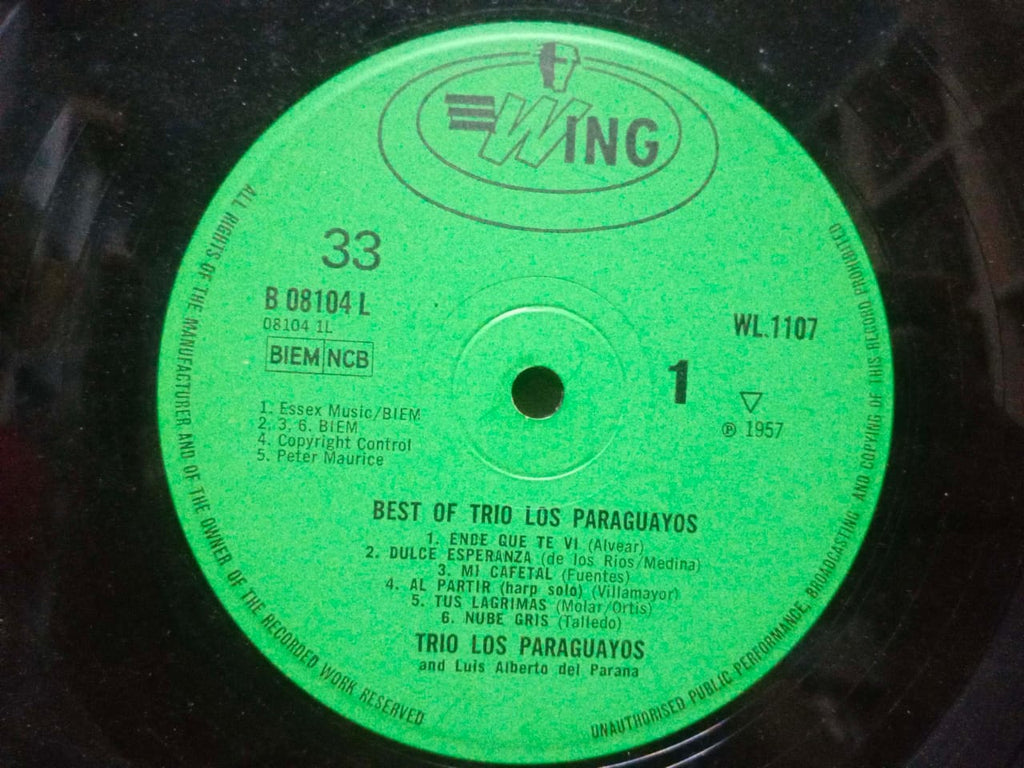 WING
33
B 08104 L
08104 1L
BIEM NCB
WL.1107
1
℗ 1957
1. Essex Music/BIEM
2. 3, 6. BIEM
4. Copyright Control
5. Peter Maurice
BEST OF TRIO LOS PARAGUAYOS
1. ENDE QUE TE VI (Alvear)
2. DULCE ESPERANZA (de los Rios/Medina)
3. MI CAFETAL (Fuentes)
4. AL PARTIR (harp solo) (Villamayor)
5. TUS LAGRIMAS (Molar/Ortis)
6. NUBE GRIS (Talledo)
TRIO LOS PARAGUAYOS
and Luis Alberto del Parana
ALL RIGHTS OF THE MANUFACTURER AND OF THE OWNER OF THE RECORDED WORK RESERVED
UNAUTHORISED PUBLIC PERFORMANCE, BROADCASTING AND COPYING OF THIS RECORD PROHIBITED